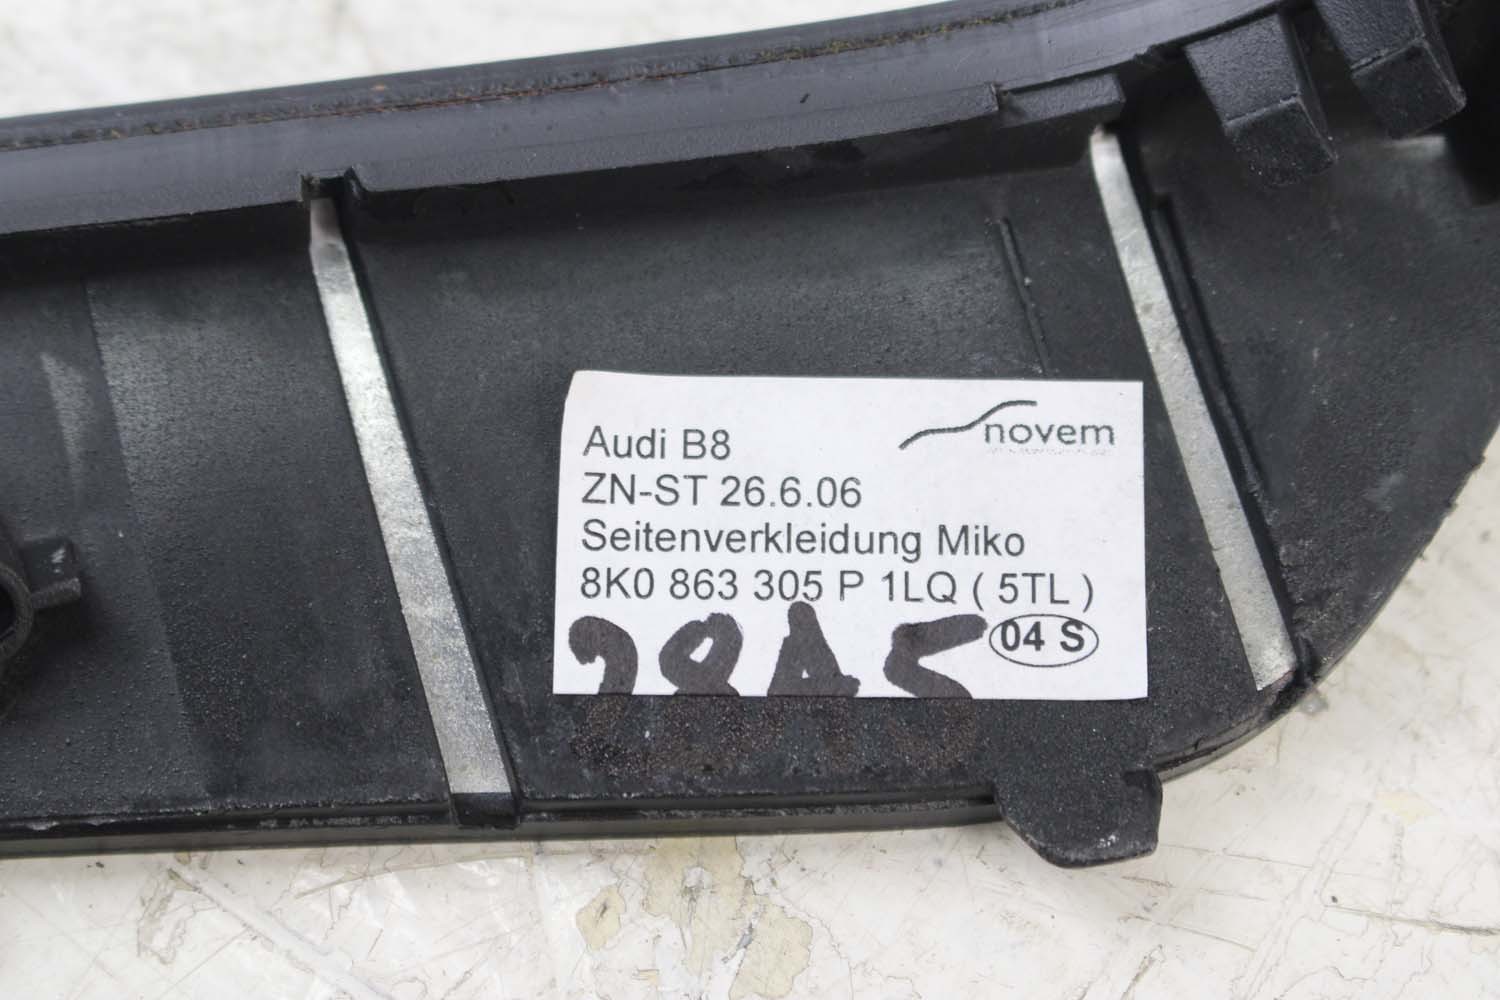 Audi B8
novem
ZN-ST 26.6.06
Seitenverkleidung Miko
8K0 863 305 P 1LQ ( 5TL )
04 S